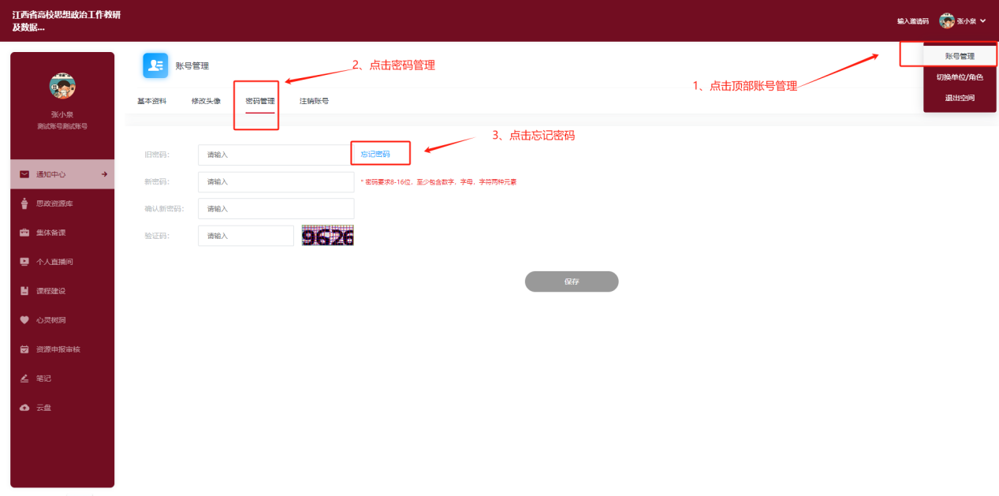 江西省高校思想政治工作教研
及数据...
输入邀请码
张小泉
账号管理
切换单位/角色
退出空间
1、点击顶部账号管理
张小泉
测试账号测试账号
通知中心
思政资源库
集体备课
个人直播间
课程建设
心灵树洞
资源申报审核
笔记
云盘
账号管理
2、点击密码管理
基本资料
修改头像
密码管理
注销账号
3、点击忘记密码
旧密码:
请输入
忘记密码
新密码:
请输入
* 密码要求8-16位，至少包含数字，字母，字符两种元素
确认新密码:
请输入
验证码:
请输入
9626
保存